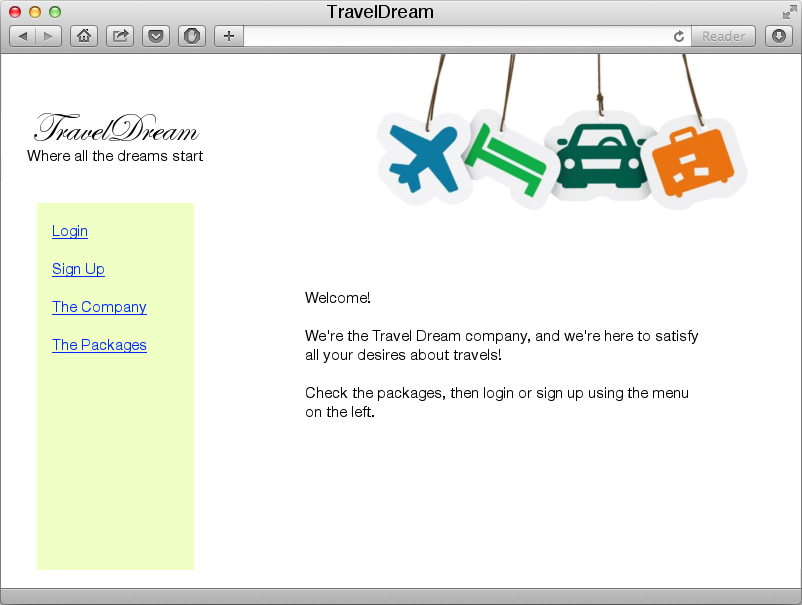 TravelDream
Reader
TravelDream
Where all the dreams start
Login
Sign Up
The Company
The Packages
Welcome!
We're the Travel Dream company, and we're here to satisfy
all your desires about travels!
Check the packages, then login or sign up using the menu
on the left.